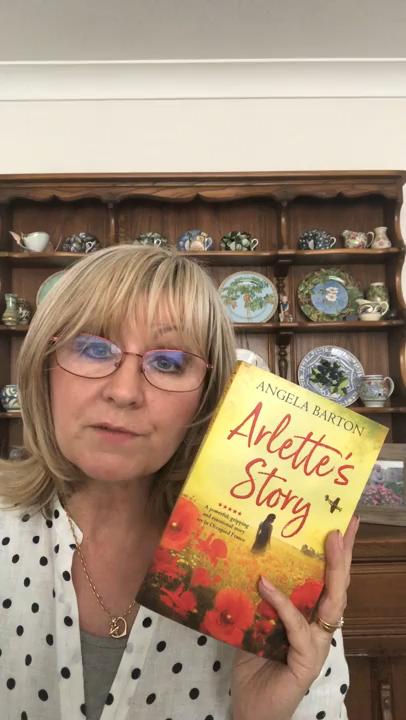 ANGELA BARTON
Arlette's
Story
A powerful, gripping
and emotional story
set in Occupied France